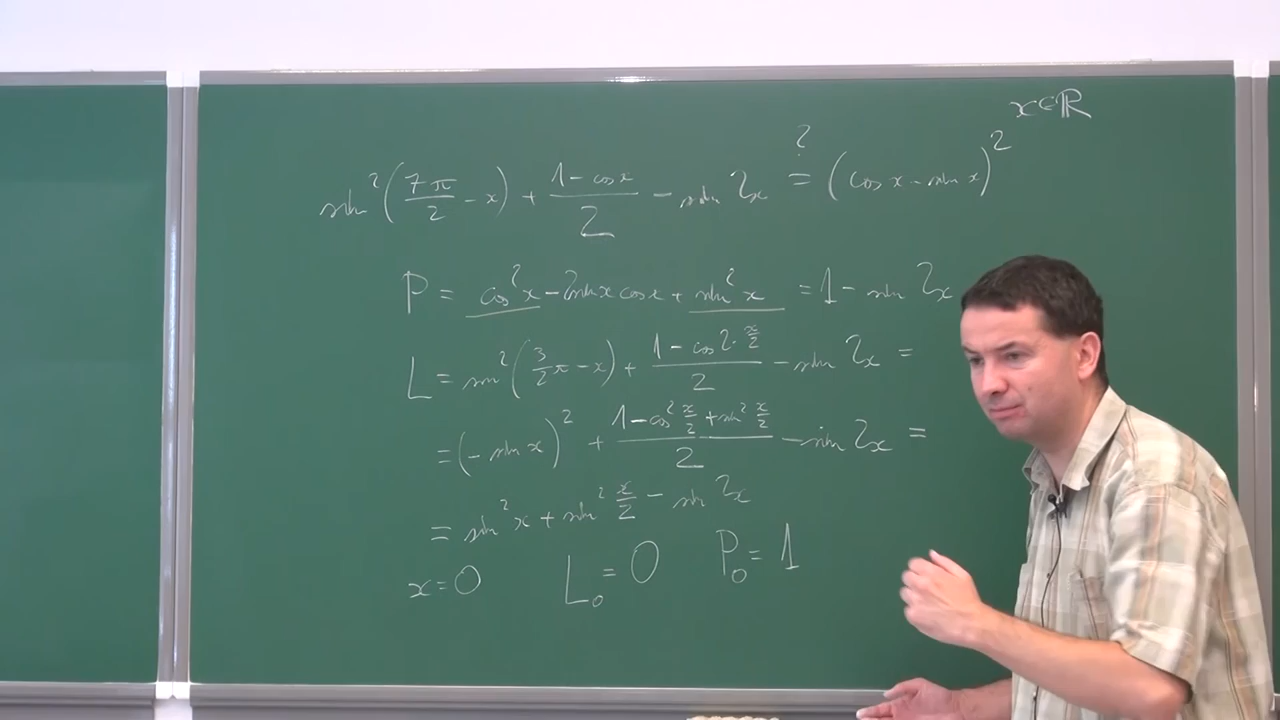 x∈ℝ
sin²(7π/2 - x) + (1 - cos x)/2 - sin 2x ≟ (cos x - sin x)²
P = cos²x - 2sin x cos x + sin²x = 1 - sin 2x
L = sin²(3/2 π - x) + (1 - cos 2·x/2)/2 - sin 2x =
= (- sin x)² + (1 - cos² x/2 + sin² x/2)/2 - sin 2x =
= sin²x + sin² x/2 - sin 2x
x = 0 L₀ = 0 P₀ = 1